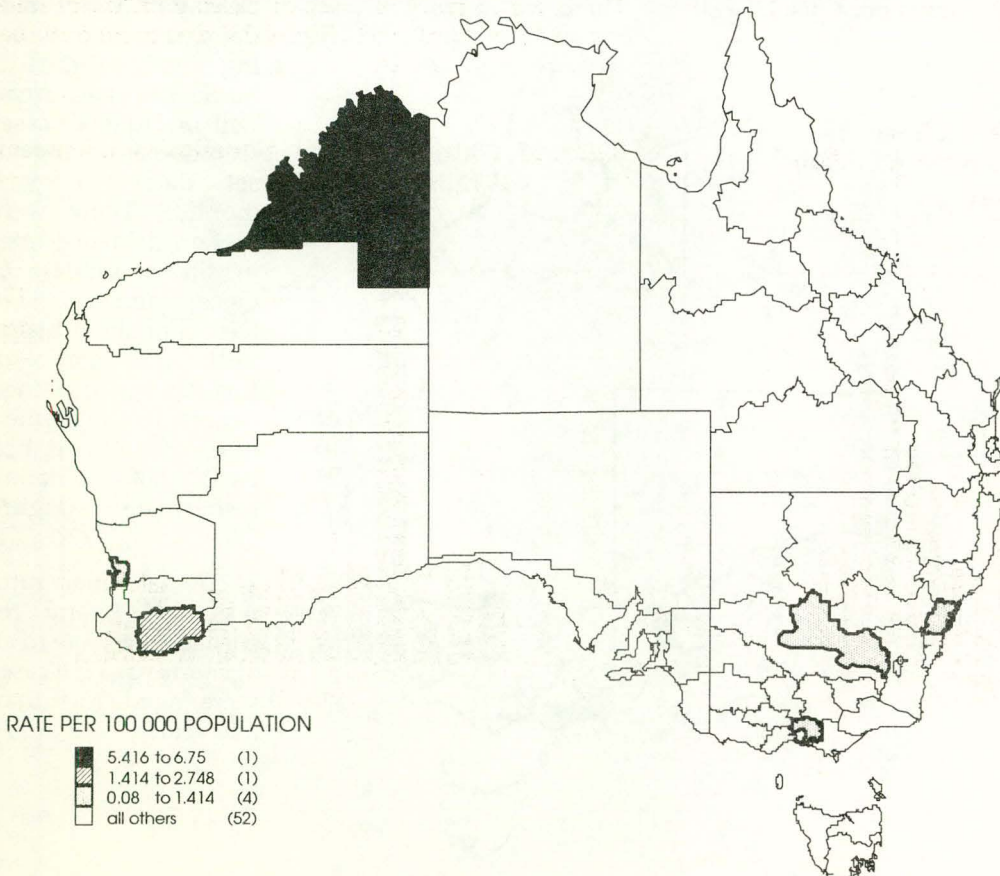 RATE PER 100 000 POPULATION
5.416 to 6.75 (1)
1.414 to 2.748 (1)
0.08 to 1.414 (4)
all others (52)